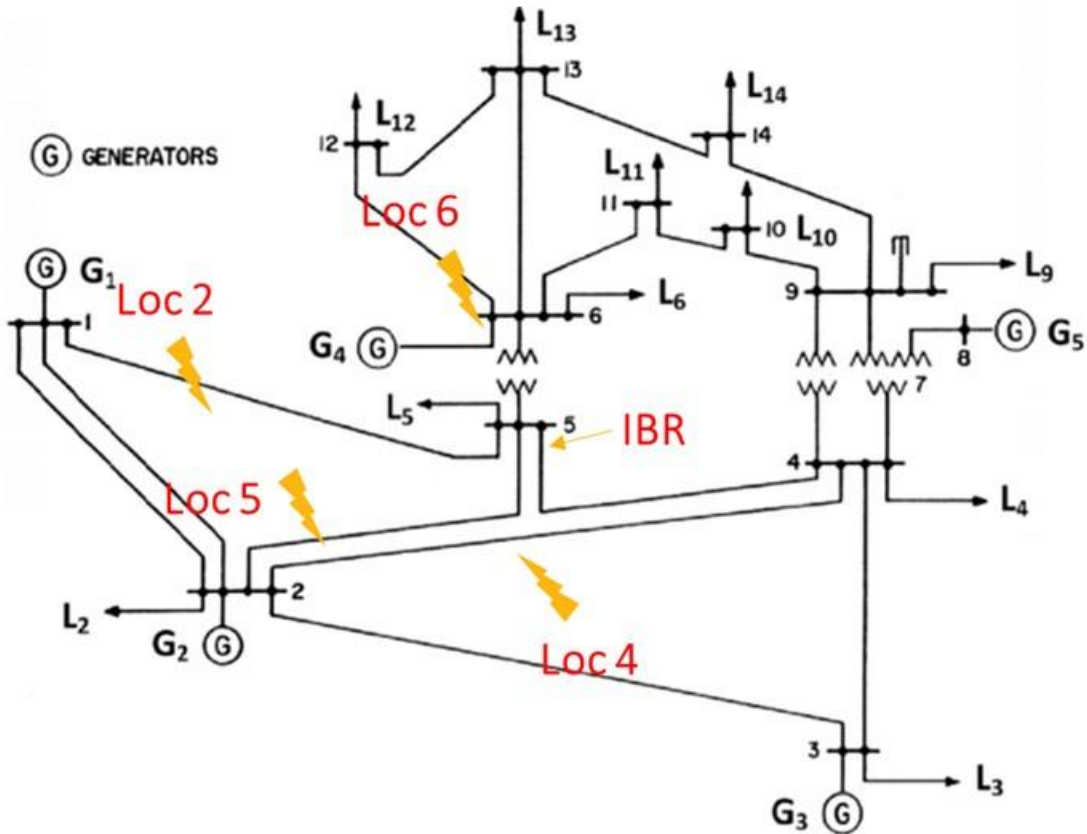 L₁₃
13
L₁₄
14
L₁₂
12
G GENERATORS
L₁₁
11
10
L₁₀
Loc 6
G G₁
Loc 2
1
L₉
9
L₆
6
G₄ G
G G₅
8
7
L₅
5
IBR
4
L₄
Loc 5
2
L₂
G₂ G
Loc 4
3
L₃
G₃ G